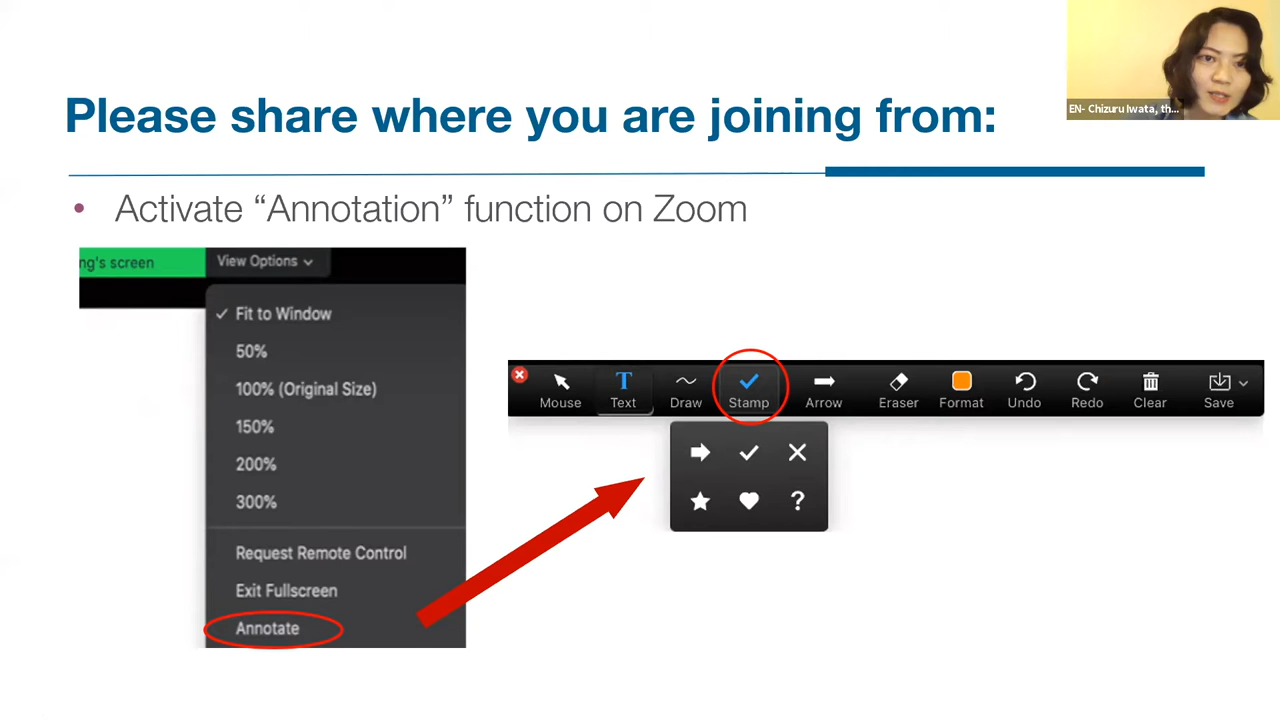 Please share where you are joining from:
EN- Chizuru Iwata, th...
• Activate “Annotation” function on Zoom
ng's screen View Options
Fit to Window
50%
100% (Original Size)
150%
200%
300%
Request Remote Control
Exit Fullscreen
Annotate
Mouse Text Draw Stamp Arrow Eraser Format Undo Redo Clear Save